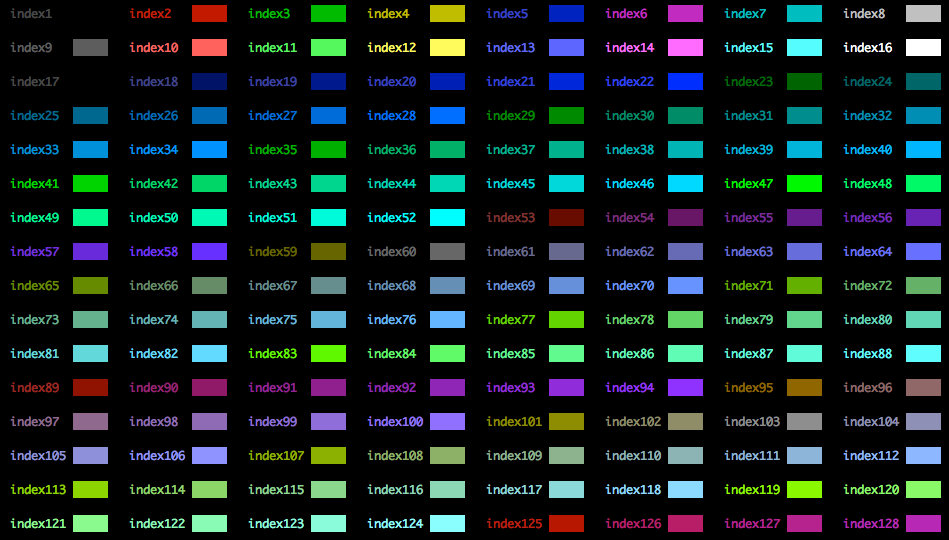 index1 index2 index3 index4 index5 index6 index7 index8
index9 index10 index11 index12 index13 index14 index15 index16
index17 index18 index19 index20 index21 index22 index23 index24
index25 index26 index27 index28 index29 index30 index31 index32
index33 index34 index35 index36 index37 index38 index39 index40
index41 index42 index43 index44 index45 index46 index47 index48
index49 index50 index51 index52 index53 index54 index55 index56
index57 index58 index59 index60 index61 index62 index63 index64
index65 index66 index67 index68 index69 index70 index71 index72
index73 index74 index75 index76 index77 index78 index79 index80
index81 index82 index83 index84 index85 index86 index87 index88
index89 index90 index91 index92 index93 index94 index95 index96
index97 index98 index99 index100 index101 index102 index103 index104
index105 index106 index107 index108 index109 index110 index111 index112
index113 index114 index115 index116 index117 index118 index119 index120
index121 index122 index123 index124 index125 index126 index127 index128